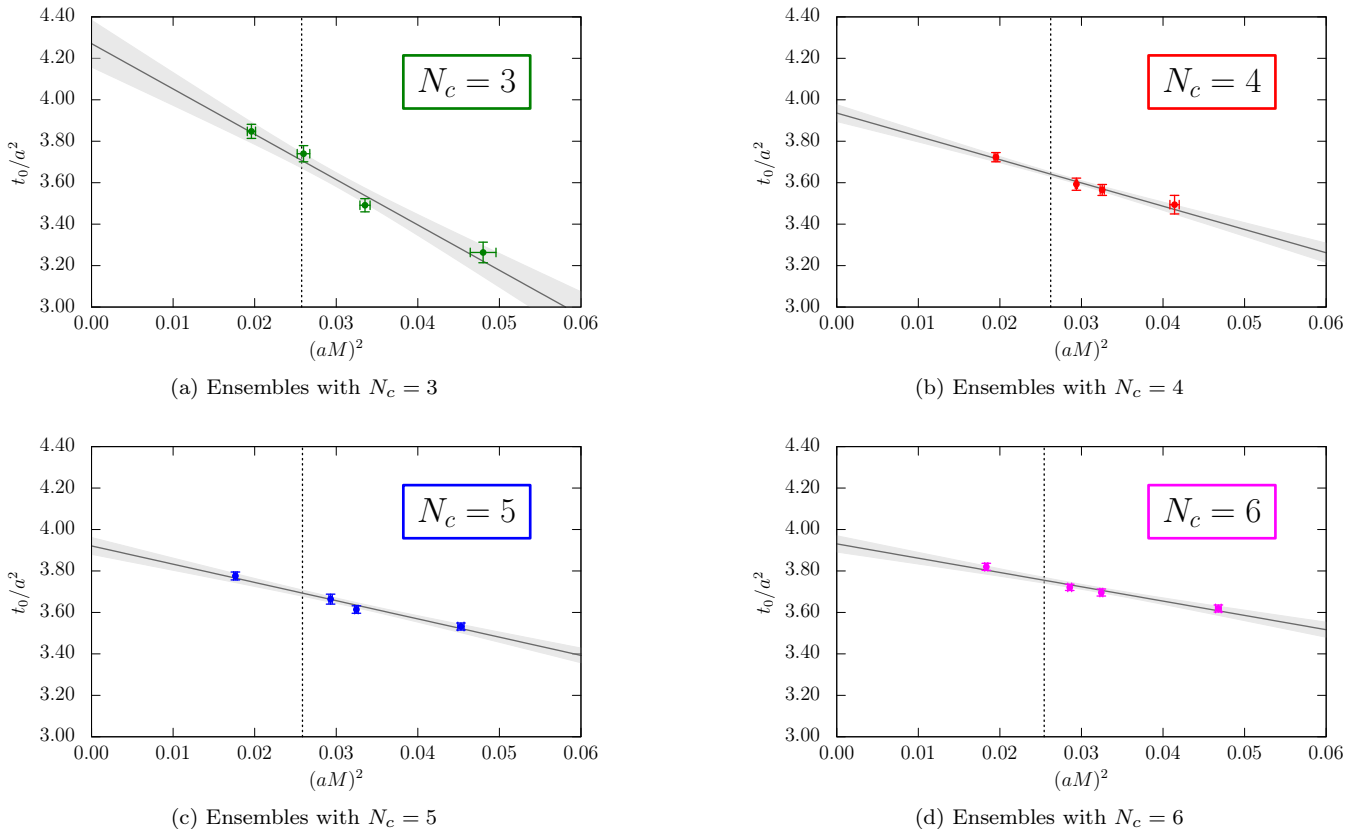 4.40
4.20
4.00
3.80
3.60
3.40
3.20
3.00
t₀/a²
N_c = 3
0.00 0.01 0.02 0.03 0.04 0.05 0.06
(aM)²
(a) Ensembles with N_c = 3
4.40
4.20
4.00
3.80
3.60
3.40
3.20
3.00
t₀/a²
N_c = 4
0.00 0.01 0.02 0.03 0.04 0.05 0.06
(aM)²
(b) Ensembles with N_c = 4
4.40
4.20
4.00
3.80
3.60
3.40
3.20
3.00
t₀/a²
N_c = 5
0.00 0.01 0.02 0.03 0.04 0.05 0.06
(aM)²
(c) Ensembles with N_c = 5
4.40
4.20
4.00
3.80
3.60
3.40
3.20
3.00
t₀/a²
N_c = 6
0.00 0.01 0.02 0.03 0.04 0.05 0.06
(aM)²
(d) Ensembles with N_c = 6